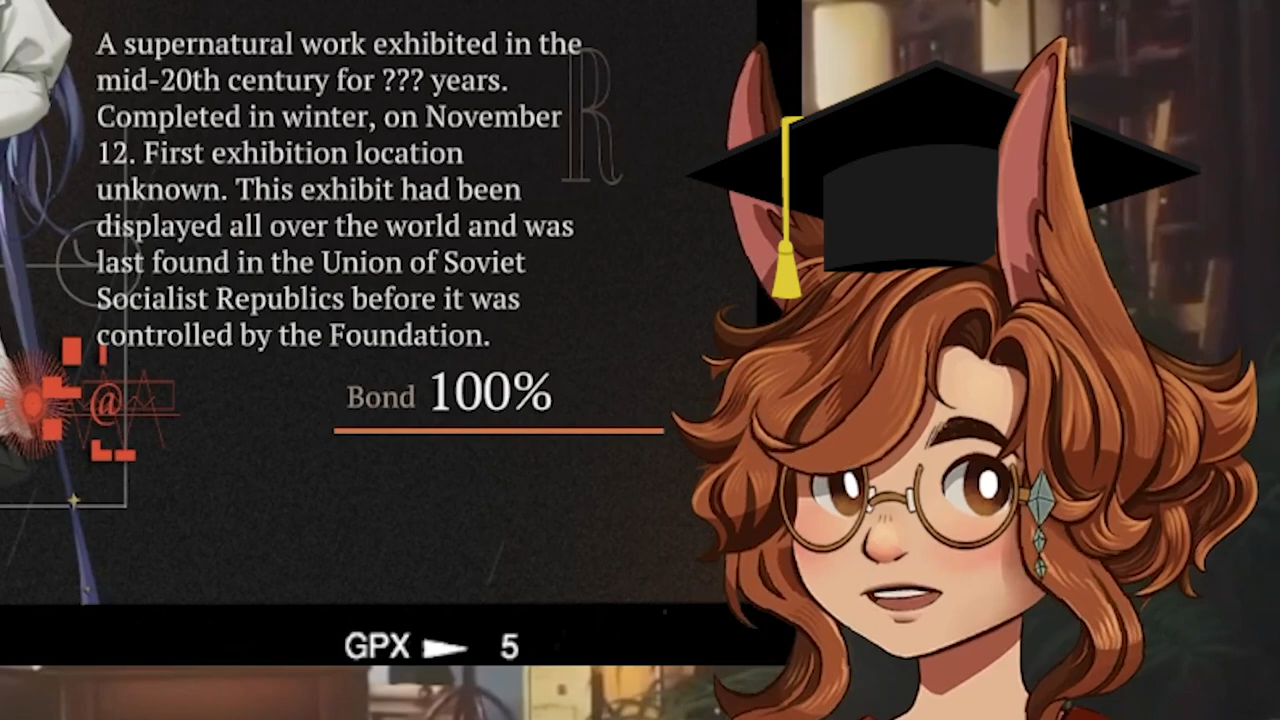 A supernatural work exhibited in the
mid-20th century for ??? years.
Completed in winter, on November
12. First exhibition location
unknown. This exhibit had been
displayed all over the world and was
last found in the Union of Soviet
Socialist Republics before it was
controlled by the Foundation.
R
@
Bond 100%
GPX ► 5